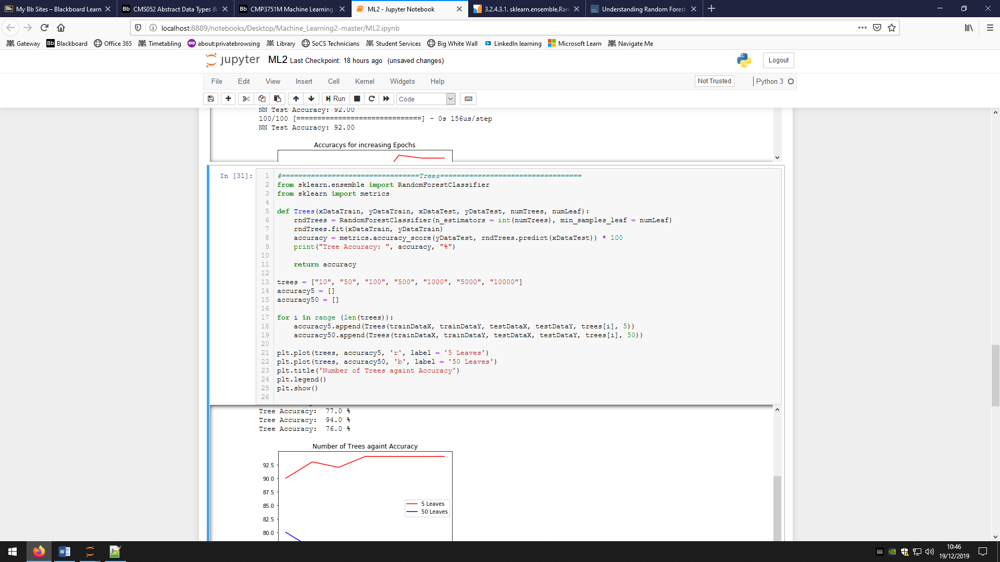 My Bb Sites – Blackboard Learn
CMS052 Abstract Data Types &
CMP3751M Machine Learning
ML2 - Jupyter Notebook
3.2.4.3.1. sklearn.ensemble.Ran
Understanding Random Forest
localhost:8889/notebooks/Desktop/Machine_Learning2-master/ML2.ipynb
Gateway Blackboard Office 365 Timetabling about:privatebrowsing Library SoCS Technicians Student Services Big White Wall LinkedIn learning Microsoft Learn Navigate Me
jupyter ML2 Last Checkpoint: 18 hours ago (unsaved changes)
Logout
File Edit View Insert Cell Kernel Widgets Help
Not Trusted
Python 3
Run
Code
NN Test Accuracy: 92.00
100/100 [==============================] - 0s 156us/step
NN Test Accuracy: 92.00
Accuracys for increasing Epochs
In [31]:
1 #=================================Trees==================================
2 from sklearn.ensemble import RandomForestClassifier
3 from sklearn import metrics
4
5 def Trees(xDataTrain, yDataTrain, xDataTest, yDataTest, numTrees, numLeaf):
6     rndTrees = RandomForestClassifier(n_estimators = int(numTrees), min_samples_leaf = numLeaf)
7     rndTrees.fit(xDataTrain, yDataTrain)
8     accuracy = metrics.accuracy_score(yDataTest, rndTrees.predict(xDataTest)) * 100
9     print("Tree Accuracy: ", accuracy, "%")
10
11     return accuracy
12
13 trees = ["10", "50", "100", "500", "1000", "5000", "10000"]
14 accuracy5 = []
15 accuracy50 = []
16
17 for i in range (len(trees)):
18     accuracy5.append(Trees(trainDataX, trainDataY, testDataX, testDataY, trees[i], 5))
19     accuracy50.append(Trees(trainDataX, trainDataY, testDataX, testDataY, trees[i], 50))
20
21 plt.plot(trees, accuracy5, 'r', label = '5 Leaves')
22 plt.plot(trees, accuracy50, 'b', label = '50 Leaves')
23 plt.title('Number of Trees againt Accuracy')
24 plt.legend()
25 plt.show()
26
Tree Accuracy:  77.0 %
Tree Accuracy:  94.0 %
Tree Accuracy:  76.0 %
Number of Trees againt Accuracy
92.5
90.0
87.5
85.0
82.5
80.0
5 Leaves
50 Leaves
10:46
19/12/2019